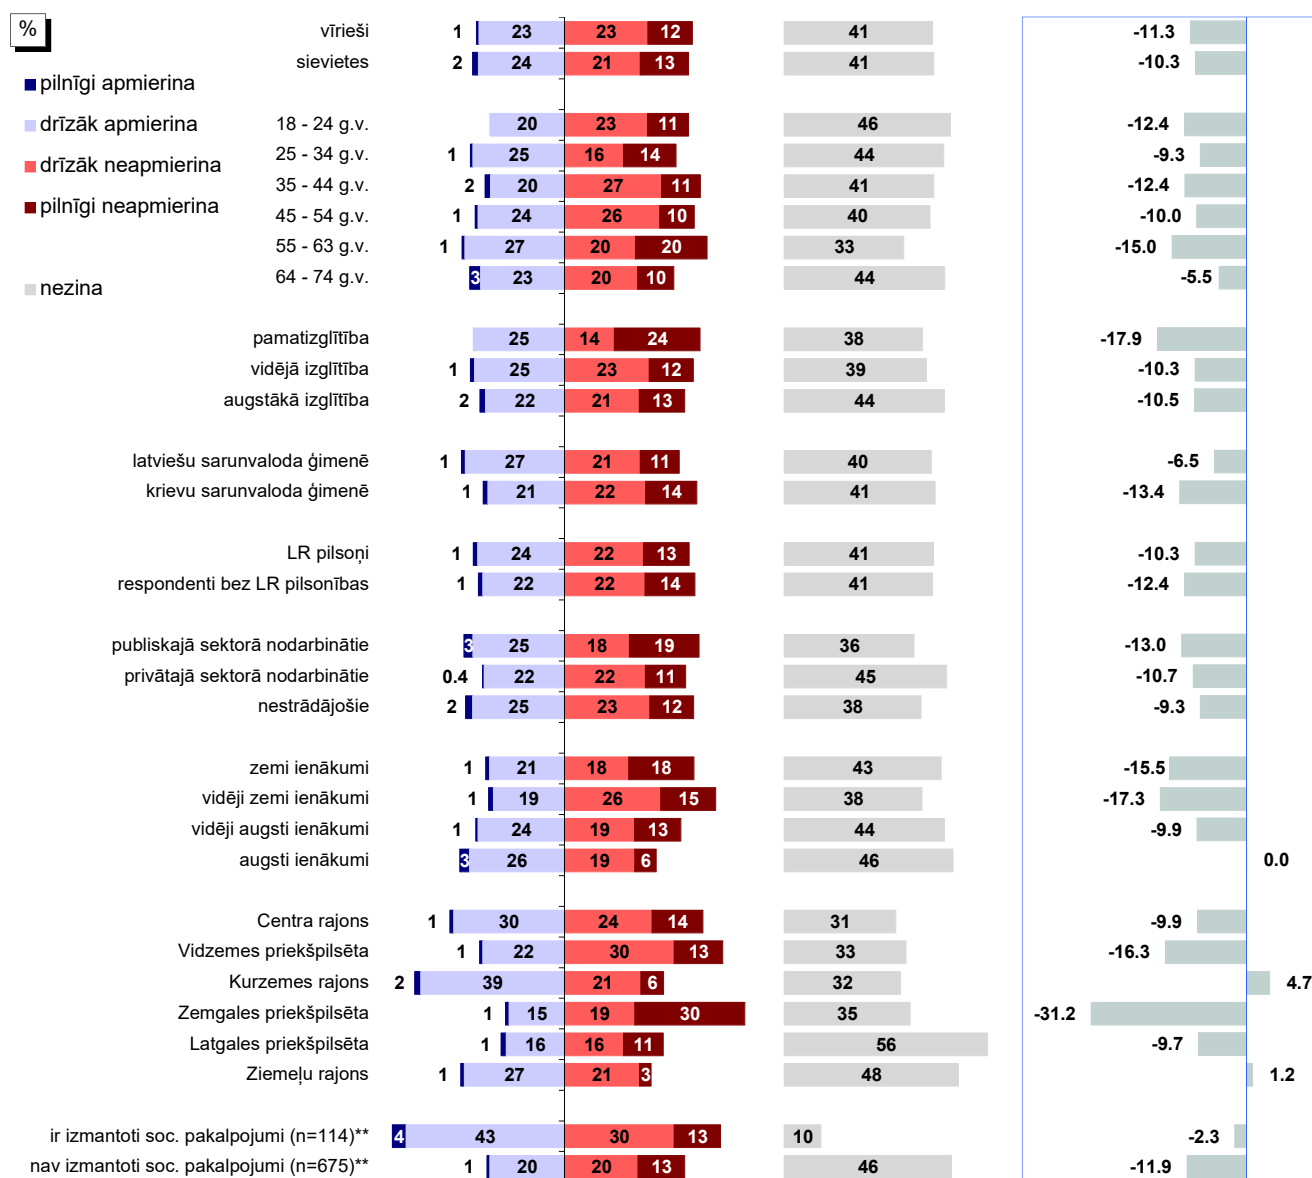 %
pilnīgi apmierina
drīzāk apmierina
drīzāk neapmierina
pilnīgi neapmierina
nezina
vīrieši 1 23 23 12 41 -11.3
sievietes 2 24 21 13 41 -10.3
18 - 24 g.v. 20 23 11 46 -12.4
25 - 34 g.v. 1 25 16 14 44 -9.3
35 - 44 g.v. 2 20 27 11 41 -12.4
45 - 54 g.v. 1 24 26 10 40 -10.0
55 - 63 g.v. 1 27 20 20 33 -15.0
64 - 74 g.v. 3 23 20 10 44 -5.5
pamatizglītība 25 14 24 38 -17.9
vidējā izglītība 1 25 23 12 39 -10.3
augstākā izglītība 2 22 21 13 44 -10.5
latviešu sarunvaloda ģimenē 1 27 21 11 40 -6.5
krievu sarunvaloda ģimenē 1 21 22 14 41 -13.4
LR pilsoņi 1 24 22 13 41 -10.3
respondenti bez LR pilsonības 1 22 22 14 41 -12.4
publiskajā sektorā nodarbinātie 3 25 18 19 36 -13.0
privātajā sektorā nodarbinātie 0.4 22 22 11 45 -10.7
nestrādājošie 2 25 23 12 38 -9.3
zemi ienākumi 1 21 18 18 43 -15.5
vidēji zemi ienākumi 1 19 26 15 38 -17.3
vidēji augsti ienākumi 1 24 19 13 44 -9.9
augsti ienākumi 3 26 19 6 46 0.0
Centra rajons 1 30 24 14 31 -9.9
Vidzemes priekšpilsēta 1 22 30 13 33 -16.3
Kurzemes rajons 2 39 21 6 32 4.7
Zemgales priekšpilsēta 1 15 19 30 35 -31.2
Latgales priekšpilsēta 1 16 16 11 56 -9.7
Ziemeļu rajons 1 27 21 3 48 1.2
ir izmantoti soc. pakalpojumi (n=114)** 4 43 30 13 10 -2.3
nav izmantoti soc. pakalpojumi (n=675)** 1 20 20 13 46 -11.9